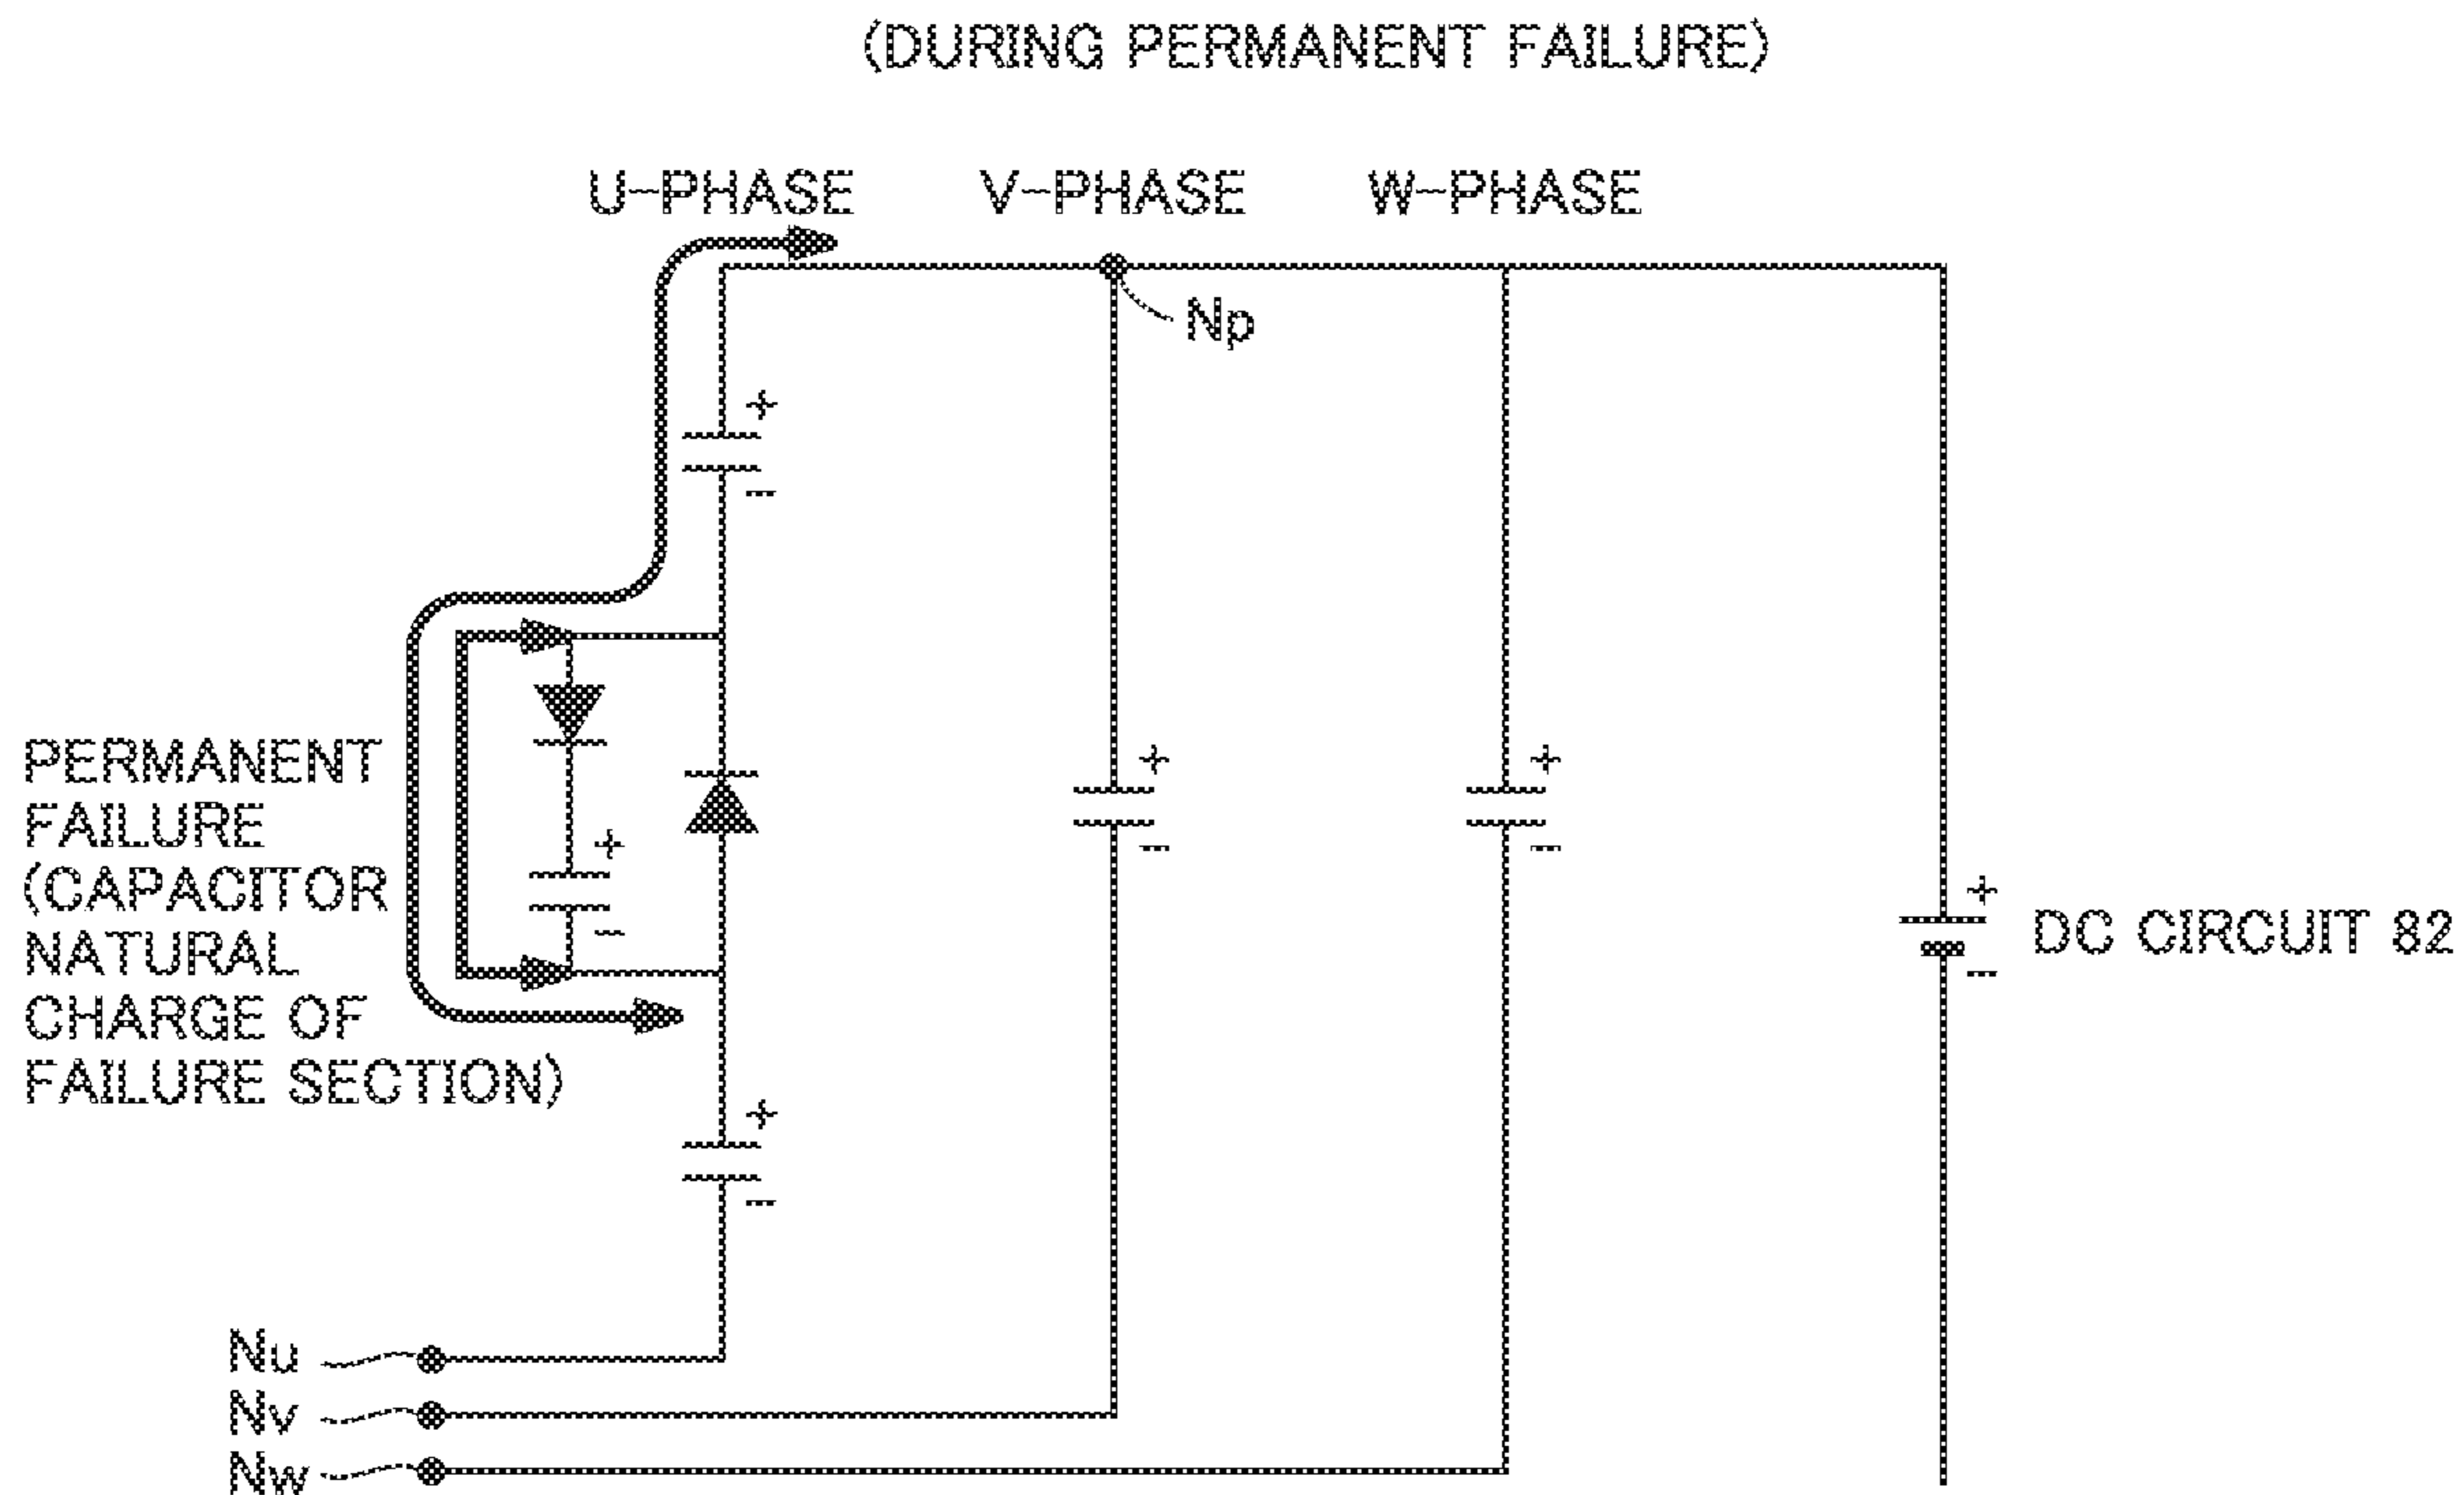 (DURING PERMANENT FAILURE)
U-PHASE V-PHASE W-PHASE
Np
+
-
PERMANENT
FAILURE
(CAPACITOR
NATURAL
CHARGE OF
FAILURE SECTION)
+
-
+
-
+
-
+
-
DC CIRCUIT 82
+
-
Nu
Nv
Nw